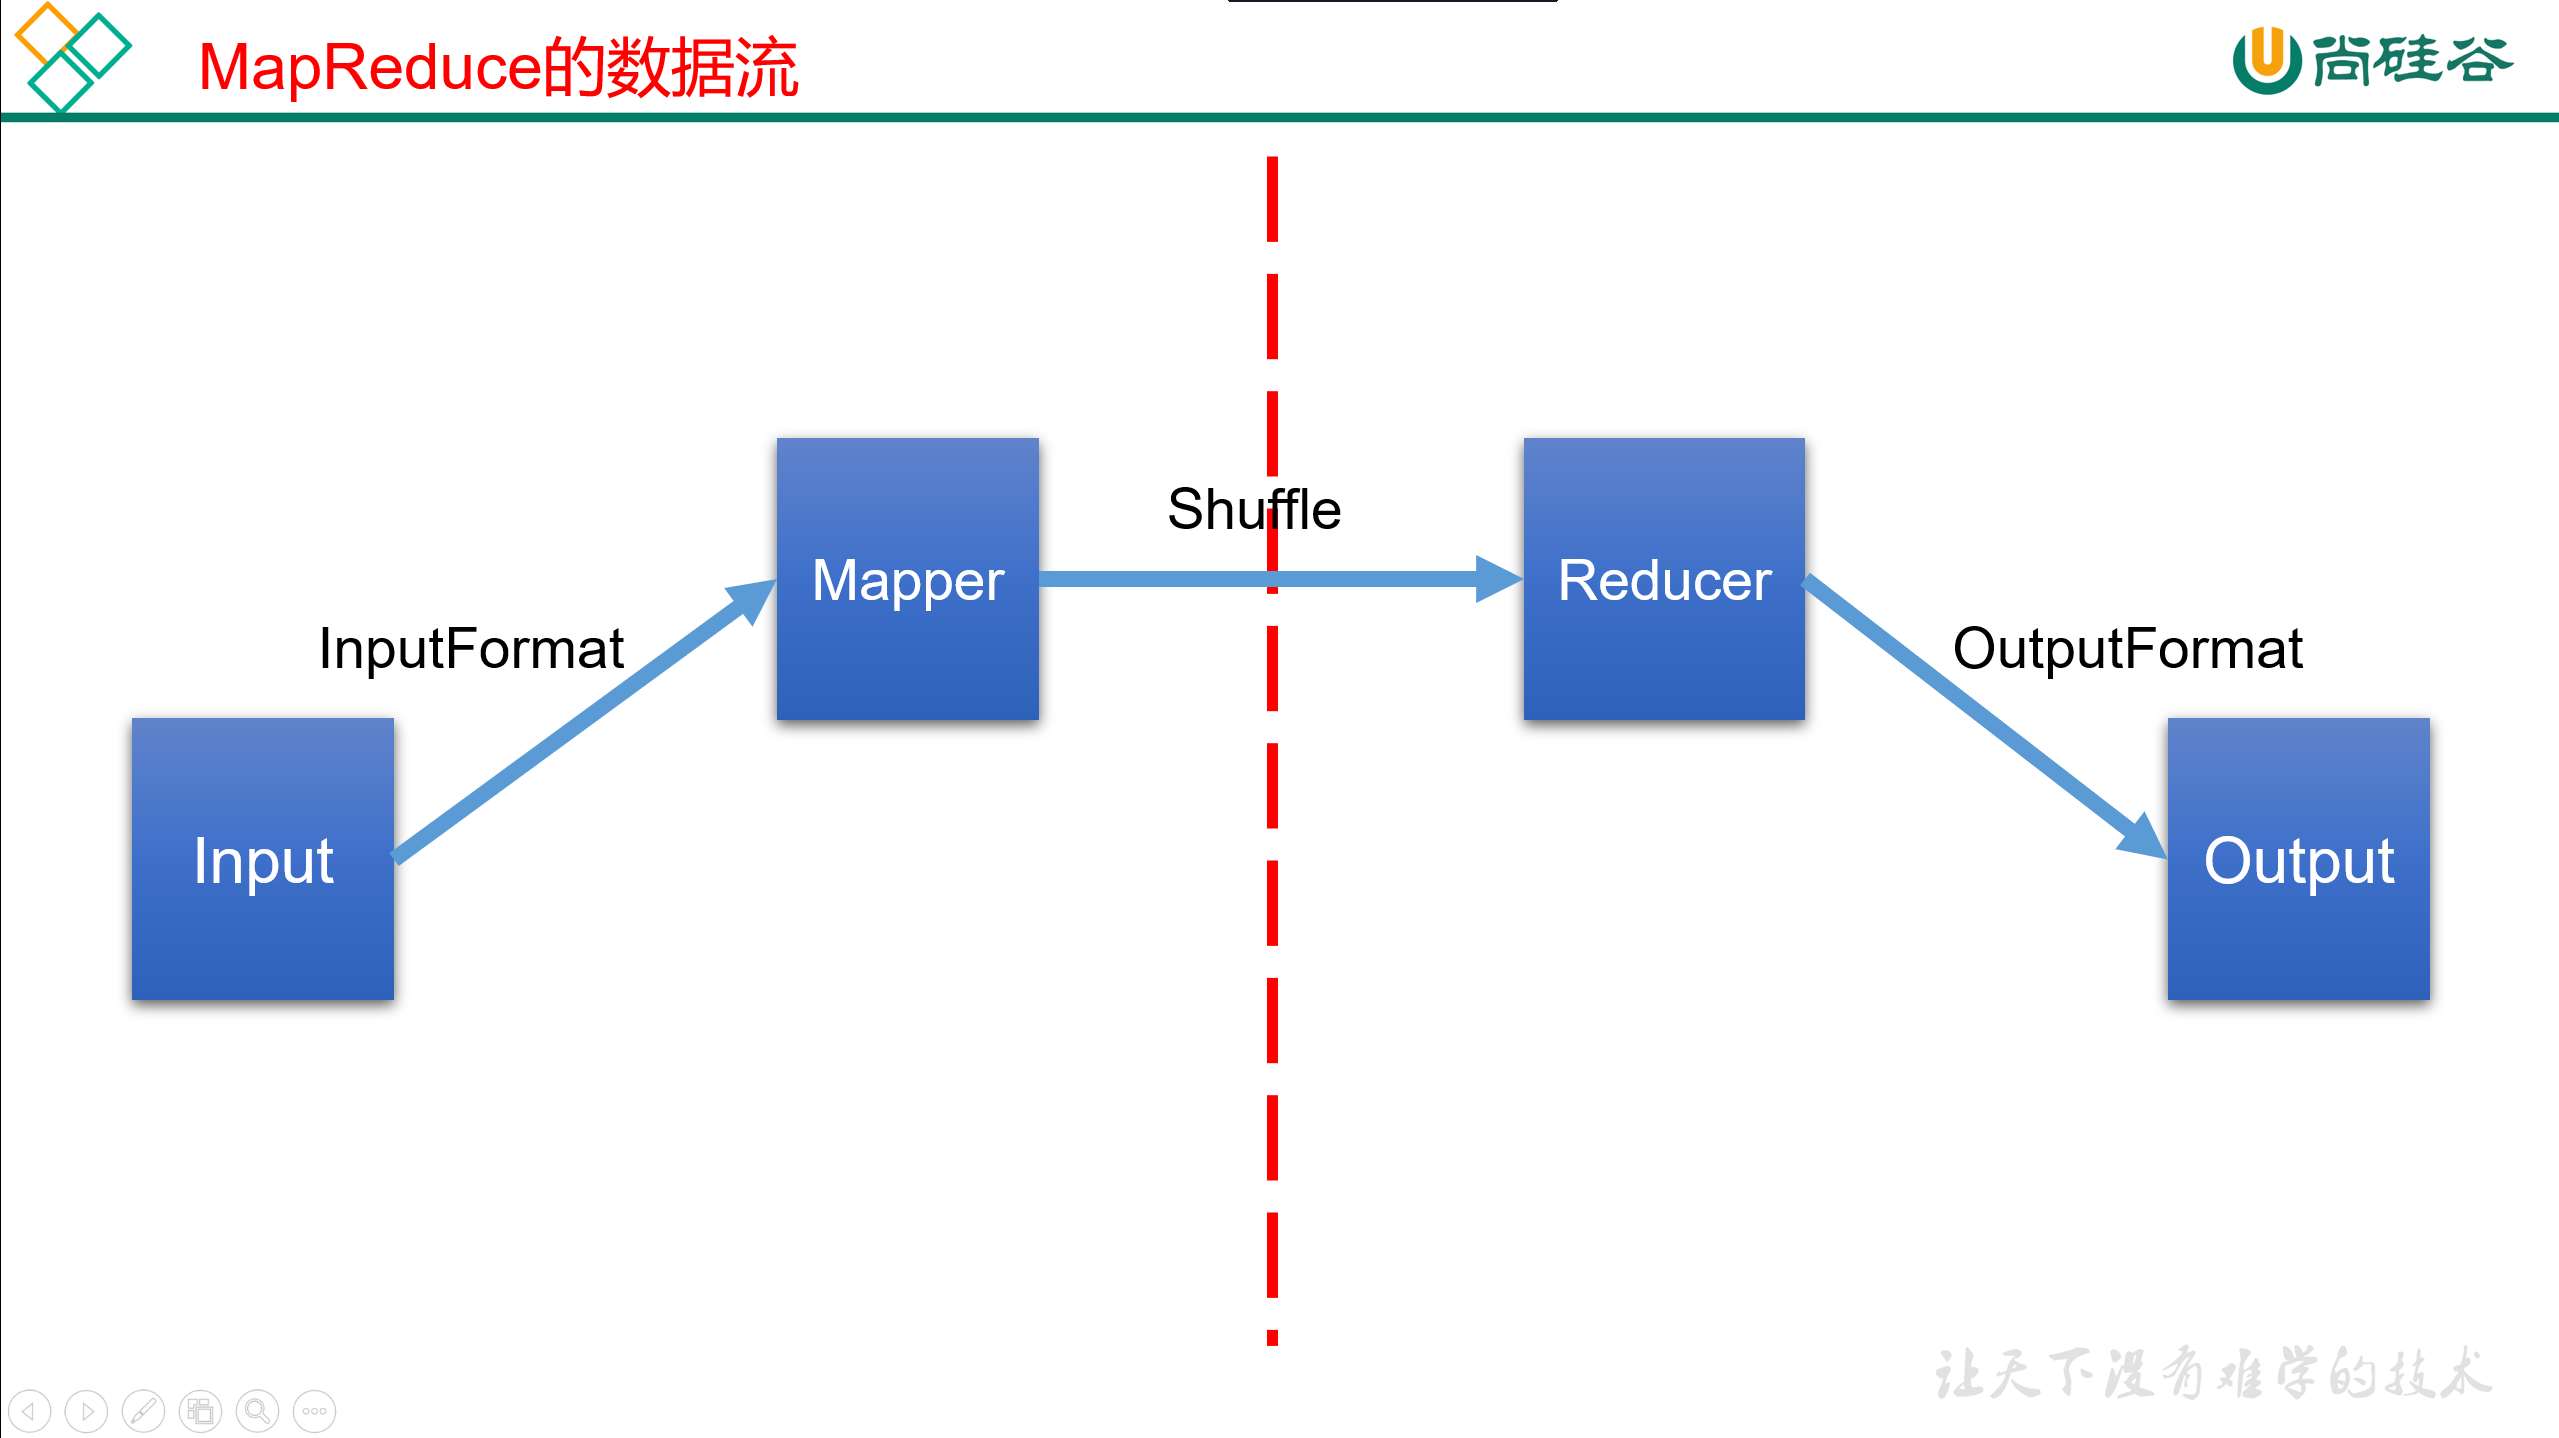 MapReduce的数据流
尚硅谷
Shuffle
Mapper
Reducer
InputFormat
OutputFormat
Input
Output
让天下没有难学的技术